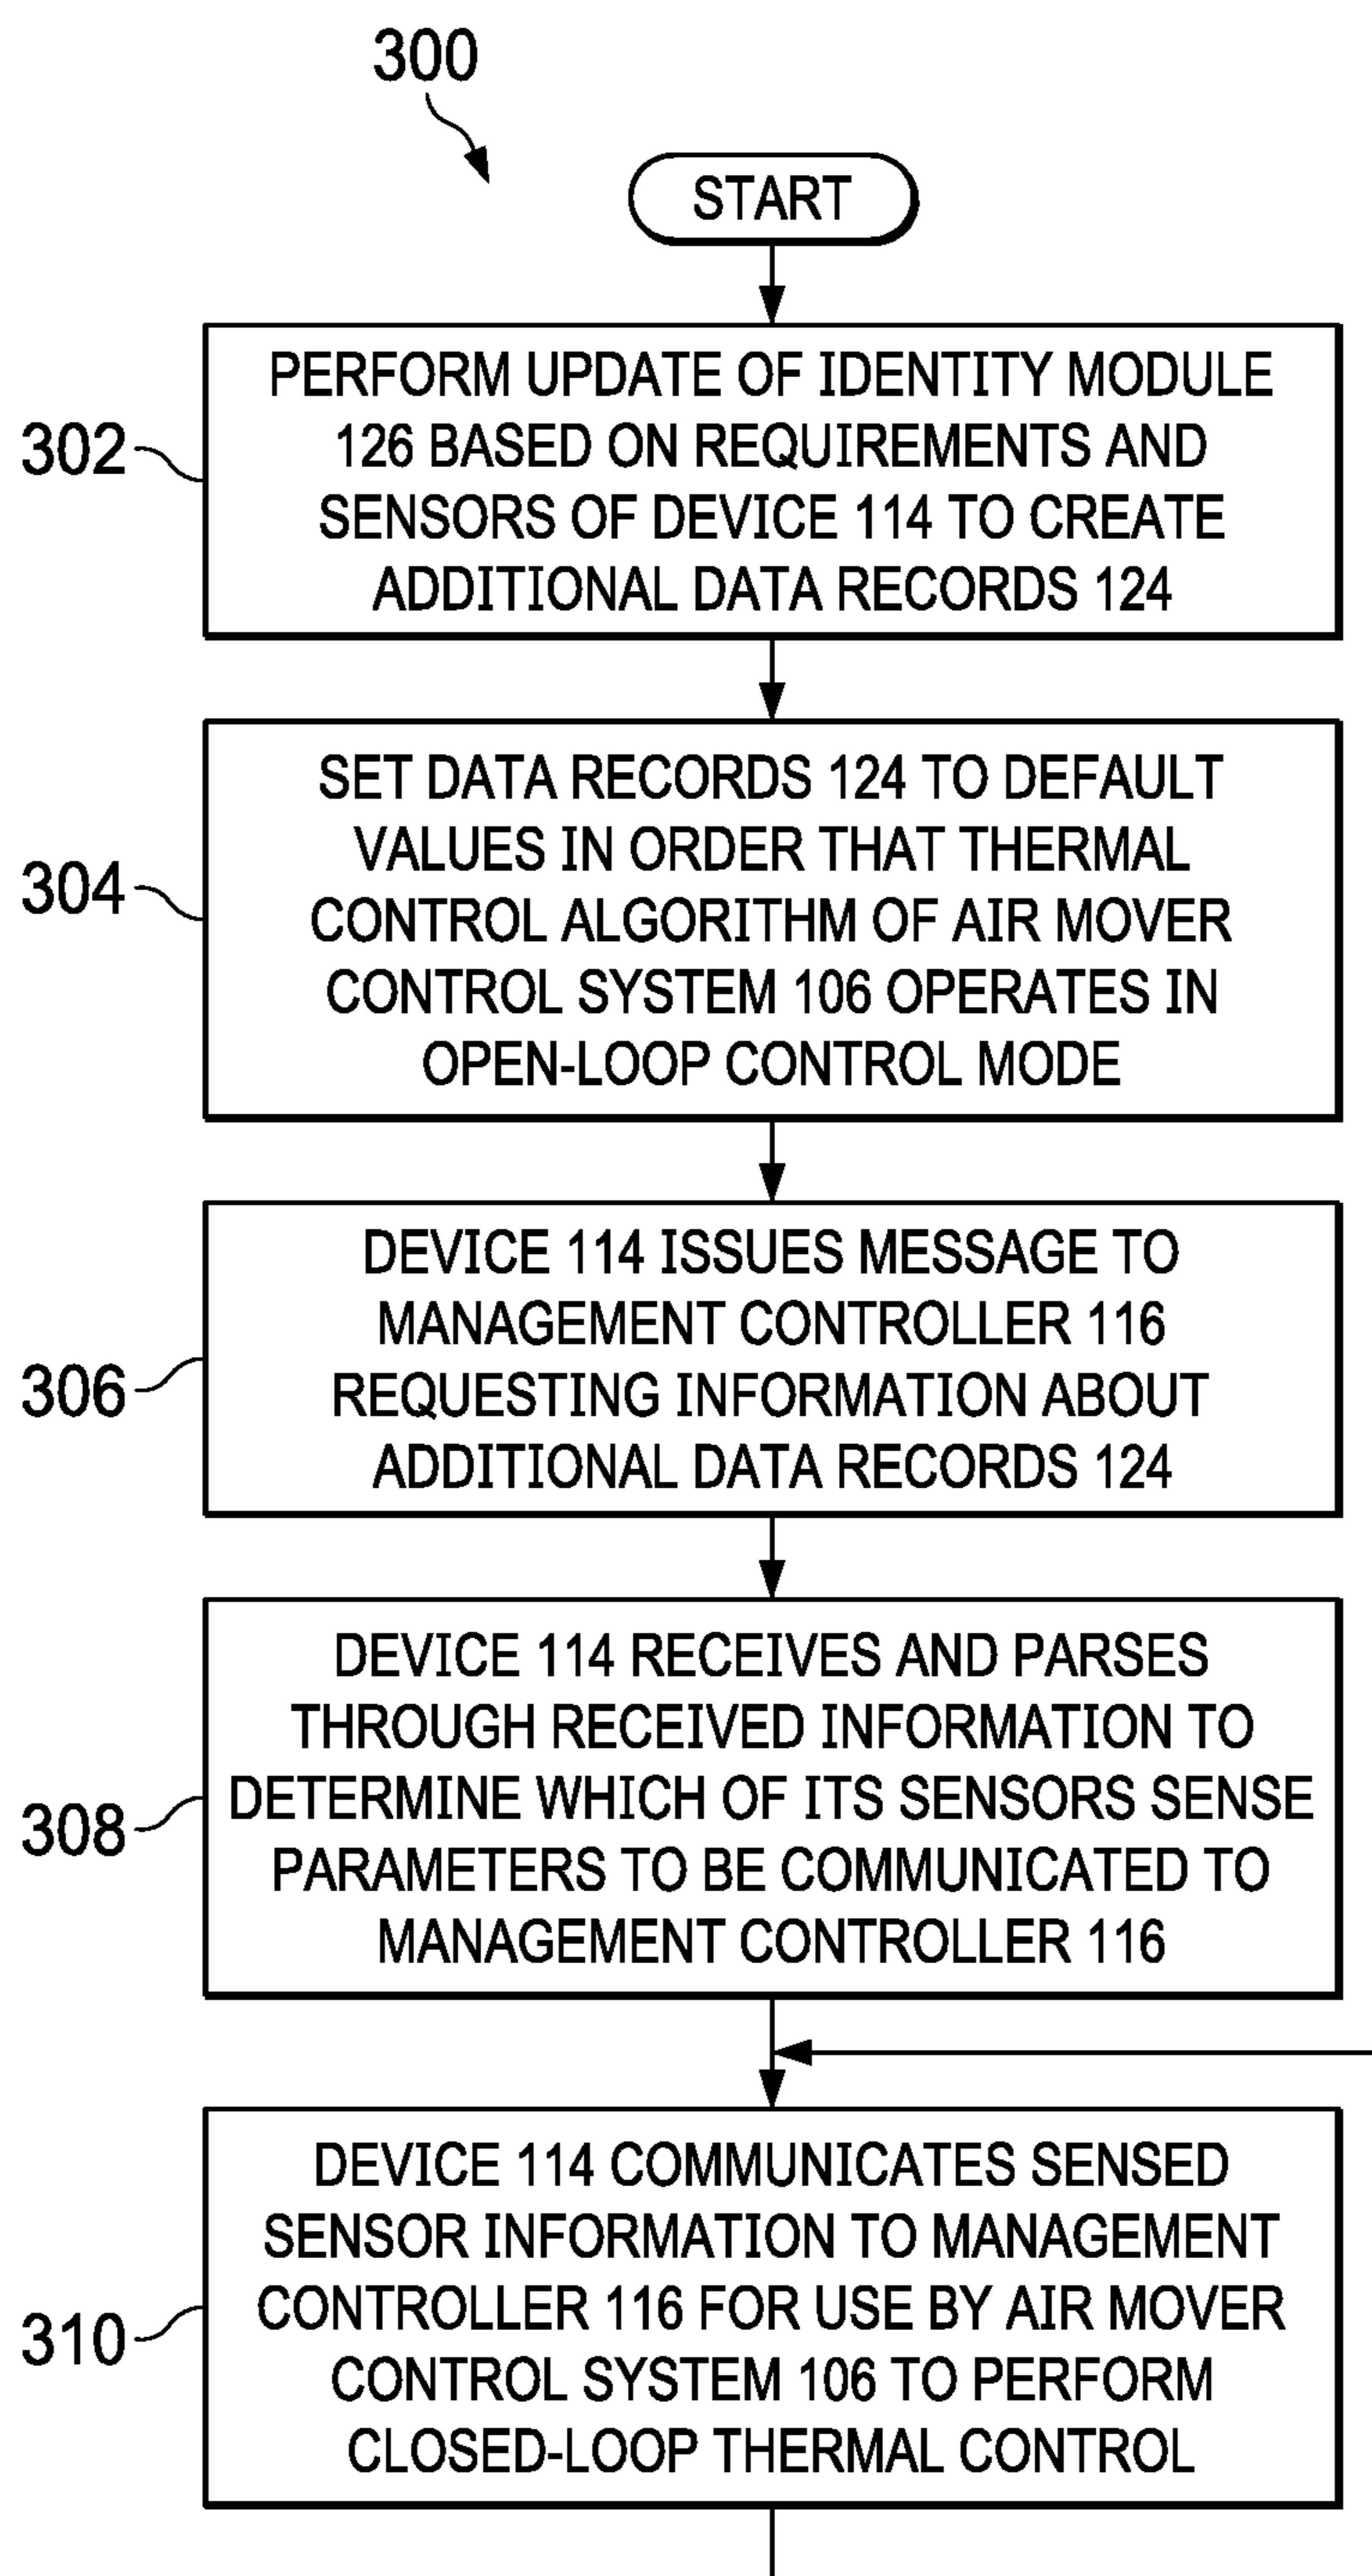 300
START
302
PERFORM UPDATE OF IDENTITY MODULE
126 BASED ON REQUIREMENTS AND
SENSORS OF DEVICE 114 TO CREATE
ADDITIONAL DATA RECORDS 124
304
SET DATA RECORDS 124 TO DEFAULT
VALUES IN ORDER THAT THERMAL
CONTROL ALGORITHM OF AIR MOVER
CONTROL SYSTEM 106 OPERATES IN
OPEN-LOOP CONTROL MODE
306
DEVICE 114 ISSUES MESSAGE TO
MANAGEMENT CONTROLLER 116
REQUESTING INFORMATION ABOUT
ADDITIONAL DATA RECORDS 124
308
DEVICE 114 RECEIVES AND PARSES
THROUGH RECEIVED INFORMATION TO
DETERMINE WHICH OF ITS SENSORS SENSE
PARAMETERS TO BE COMMUNICATED TO
MANAGEMENT CONTROLLER 116
310
DEVICE 114 COMMUNICATES SENSED
SENSOR INFORMATION TO MANAGEMENT
CONTROLLER 116 FOR USE BY AIR MOVER
CONTROL SYSTEM 106 TO PERFORM
CLOSED-LOOP THERMAL CONTROL